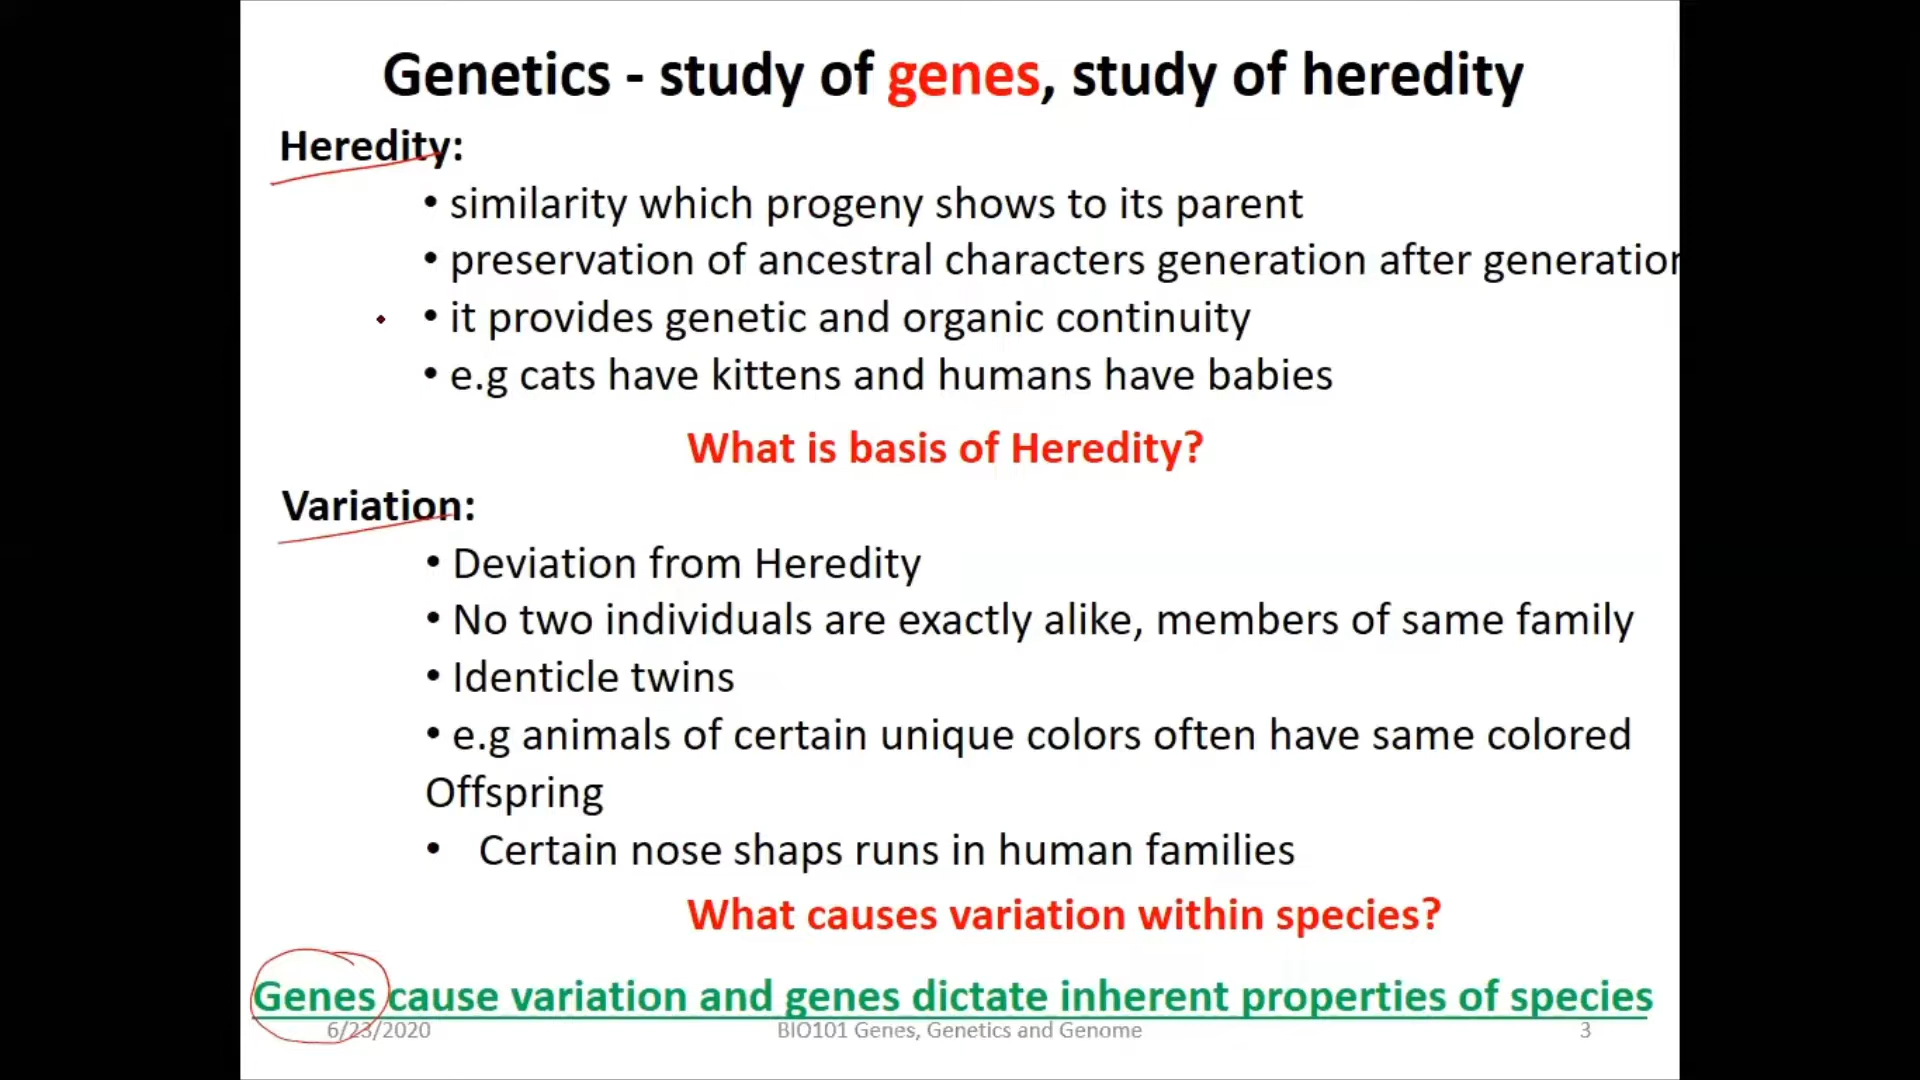 Genetics - study of genes, study of heredity
Heredity:
• similarity which progeny shows to its parent
• preservation of ancestral characters generation after generation
• it provides genetic and organic continuity
• e.g cats have kittens and humans have babies
What is basis of Heredity?
Variation:
• Deviation from Heredity
• No two individuals are exactly alike, members of same family
• Identicle twins
• e.g animals of certain unique colors often have same colored
Offspring
• Certain nose shaps runs in human families
What causes variation within species?
Genes cause variation and genes dictate inherent properties of species
6/23/2020 BIO101 Genes, Genetics and Genome 3